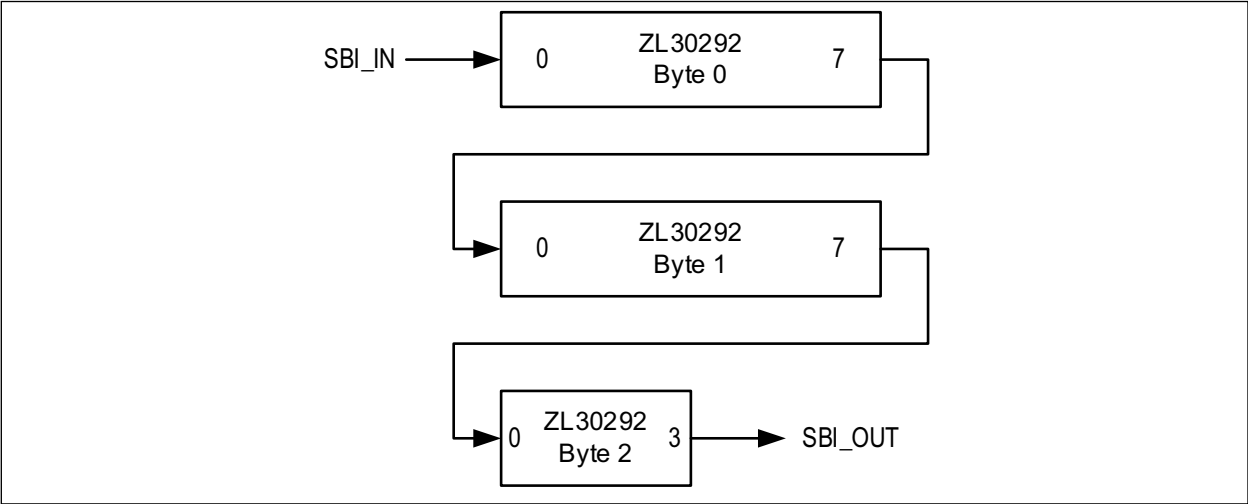 SBI_IN
0
ZL30292
Byte 0
7
0
ZL30292
Byte 1
7
0
ZL30292
Byte 2
3
SBI_OUT